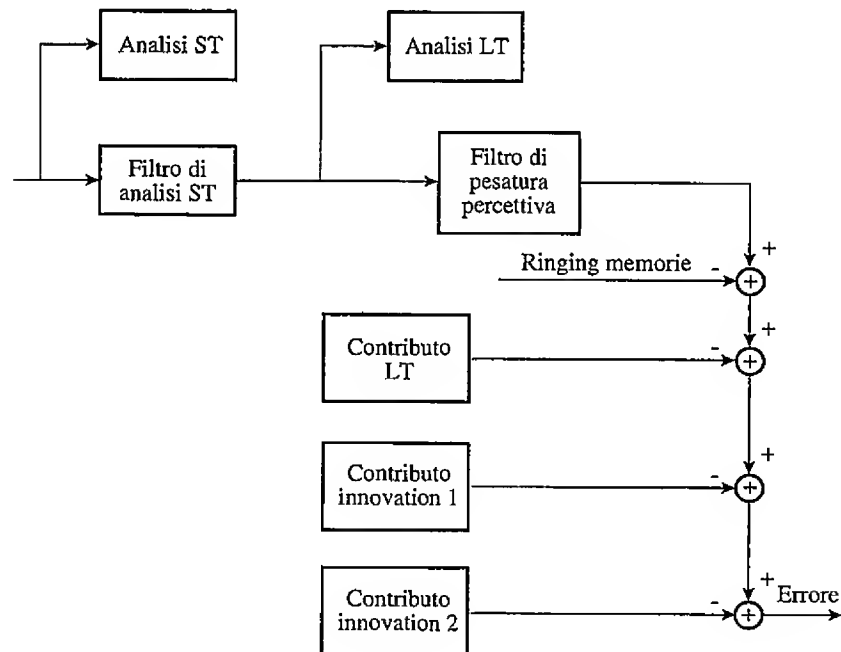 Analisi ST
Analisi LT
Filtro di
analisi ST
Filtro di
pesatura
percettiva
+
Ringing memorie
-
+
+
Contributo
LT
-
+
+
Contributo
innovation 1
-
+
+
Contributo
innovation 2
-
+
+
Errore